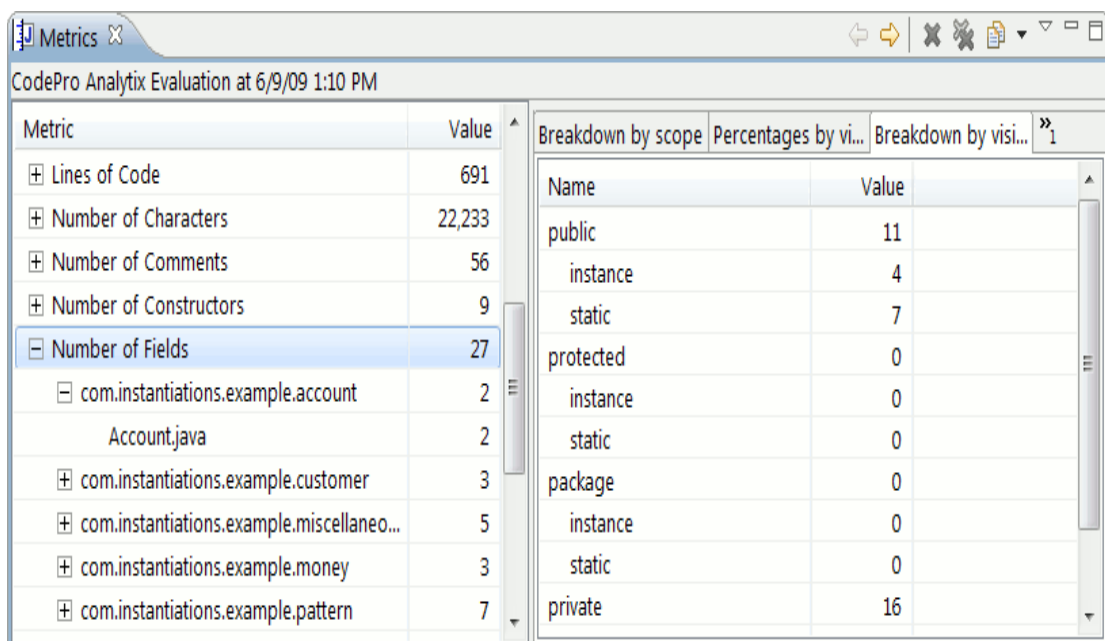 Metrics
CodePro Analytix Evaluation at 6/9/09 1:10 PM
Metric Value
Lines of Code 691
Number of Characters 22,233
Number of Comments 56
Number of Constructors 9
Number of Fields 27
com.instantiations.example.account 2
Account.java 2
com.instantiations.example.customer 3
com.instantiations.example.miscellaneo... 5
com.instantiations.example.money 3
com.instantiations.example.pattern 7
Breakdown by scope Percentages by vi... Breakdown by visi... »1
Name Value
public 11
instance 4
static 7
protected 0
instance 0
static 0
package 0
instance 0
static 0
private 16